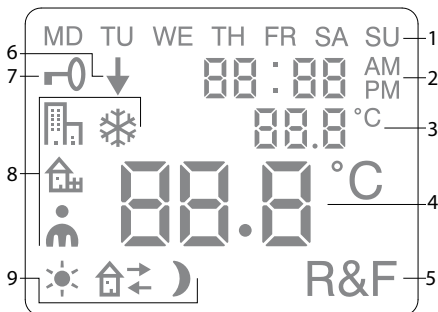 MD TU WE TH FR SA SU 1
6
7 88:88 AM 2
PM
88.8 °C 3
8 88.8 °C 4
9 R&F 5